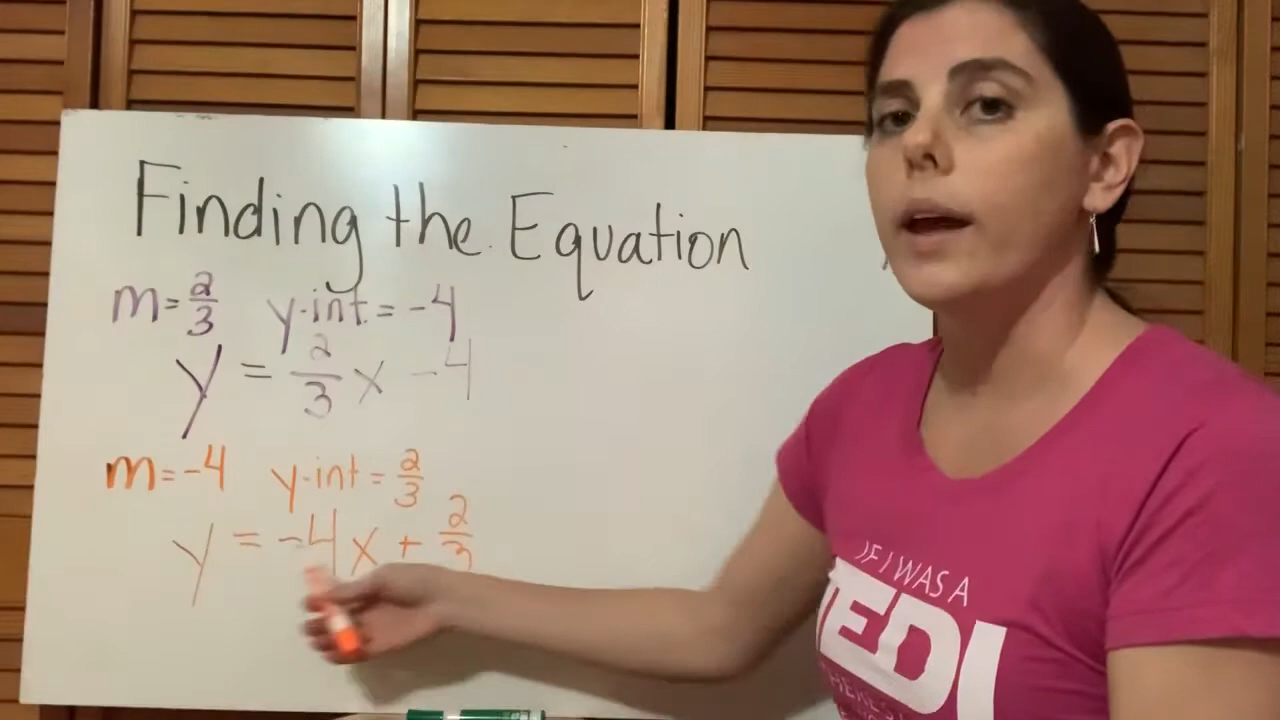 Finding the Equation
m = 2/3 y-int = -4
y = 2/3 x - 4
m = -4 y-int = 2/3
y = -4x + 2/3
IF I WAS A
JEDI